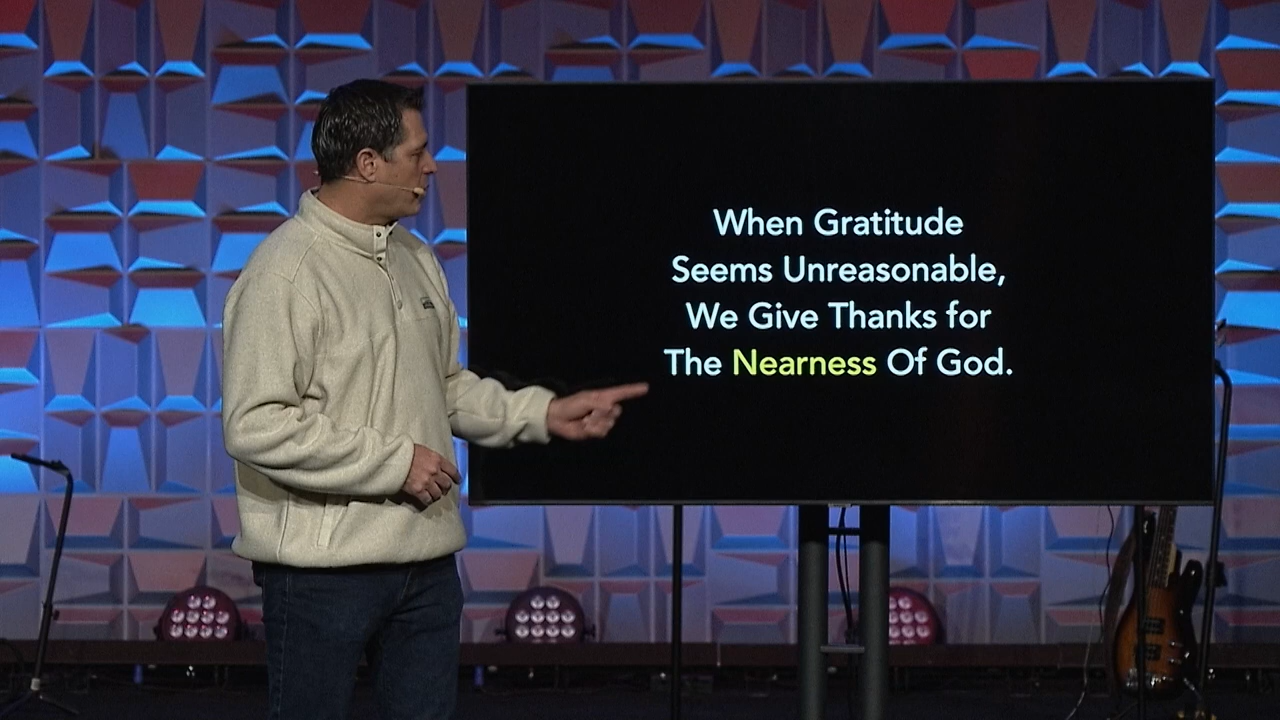 When Gratitude
Seems Unreasonable,
We Give Thanks for
The Nearness Of God.